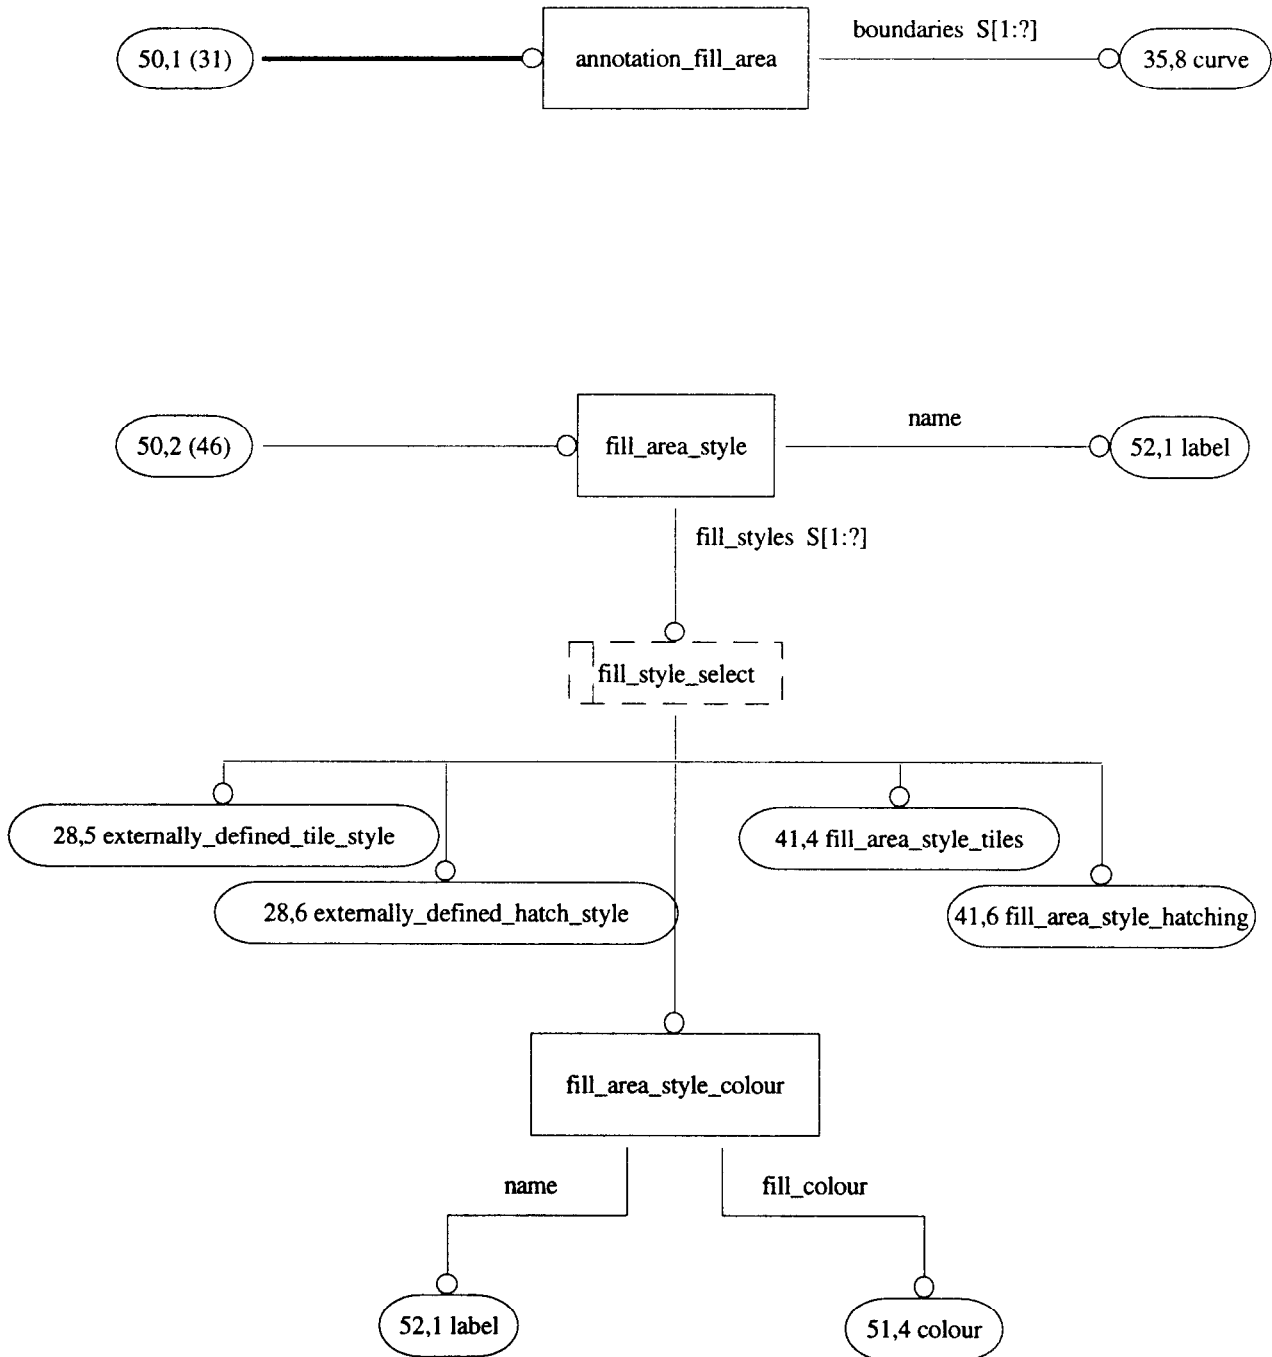 boundaries S[1:?]
50,1 (31)
annotation_fill_area
35,8 curve
name
50,2 (46)
fill_area_style
52,1 label
fill_styles S[1:?]
fill_style_select
28,5 externally_defined_tile_style
41,4 fill_area_style_tiles
28,6 externally_defined_hatch_style
41,6 fill_area_style_hatching
fill_area_style_colour
name
fill_colour
52,1 label
51,4 colour